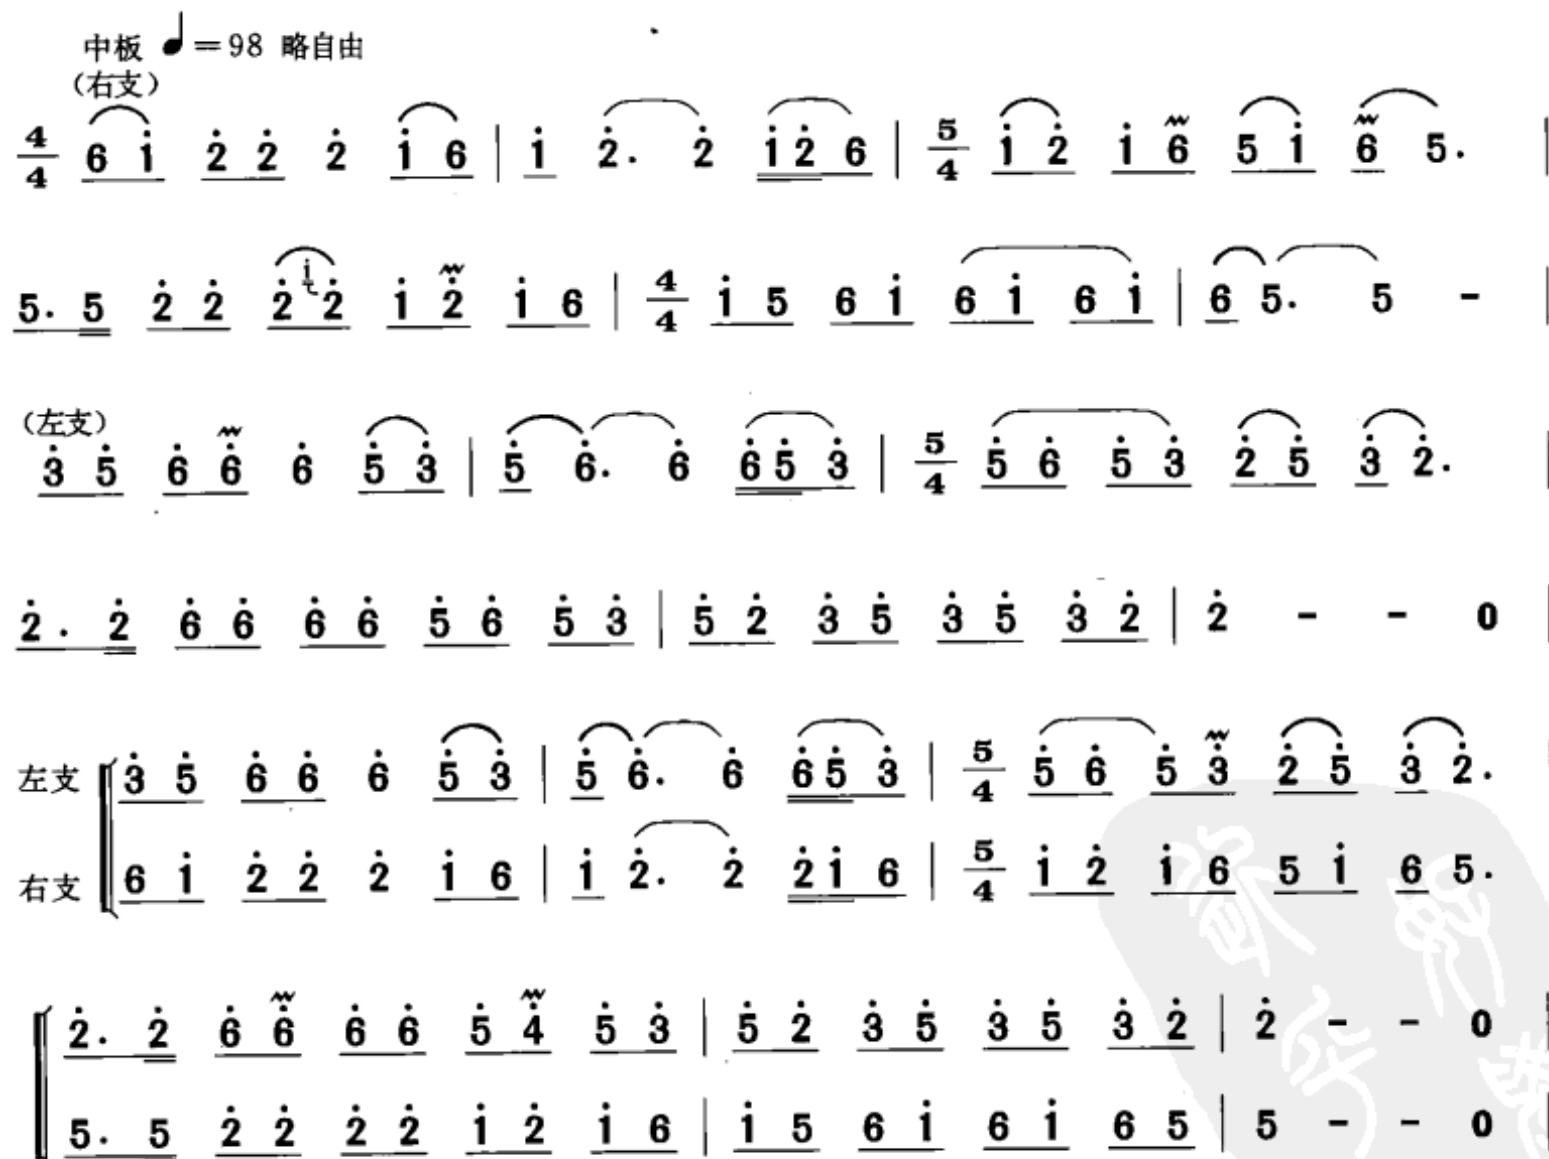 中板 ♩=98 略自由
(右支)
4/4 6 i̇ 2̇ 2̇ 2̇ i̇ 6 | i̇ 2̇. 2̇ i̇ 2̇ 6 | 5/4 i̇ 2̇ i̇ 6 5 i̇ 6 5. |
5. 5 2̇ 2̇ 2̇ i̇ 2̇ i̇ 2̇ i̇ 6 | 4/4 i̇ 5 6 i̇ 6 i̇ 6 i̇ | 6 5. 5 - |
(左支)
3̇ 5̇ 6̇ 6̇ 6̇ 5̇ 3̇ | 5̇ 6̇. 6̇ 6̇ 5̇ 3̇ | 5/4 5̇ 6̇ 5̇ 3̇ 2̇ 5̇ 3̇ 2̇. |
2̇. 2̇ 6̇ 6̇ 6̇ 6̇ 5̇ 6̇ 5̇ 3̇ | 5̇ 2̇ 3̇ 5̇ 3̇ 5̇ 3̇ 2̇ | 2̇ - - 0 |
左支 3̇ 5̇ 6̇ 6̇ 6̇ 5̇ 3̇ | 5̇ 6̇. 6̇ 6̇ 5̇ 3̇ | 5/4 5̇ 6̇ 5̇ 3̇ 2̇ 5̇ 3̇ 2̇. |
右支 6 i̇ 2̇ 2̇ 2̇ i̇ 6 | i̇ 2̇. 2̇ 2̇ i̇ 6 | 5/4 i̇ 2̇ i̇ 6 5 i̇ 6 5. |
2̇. 2̇ 6̇ 6̇ 6̇ 6̇ 5̇ 4̇ 5̇ 3̇ | 5̇ 2̇ 3̇ 5̇ 3̇ 5̇ 3̇ 2̇ | 2̇ - - 0
5. 5 2̇ 2̇ 2̇ 2̇ i̇ 2̇ i̇ 6 | i̇ 5 6 i̇ 6 i̇ 6 5 | 5 - - 0